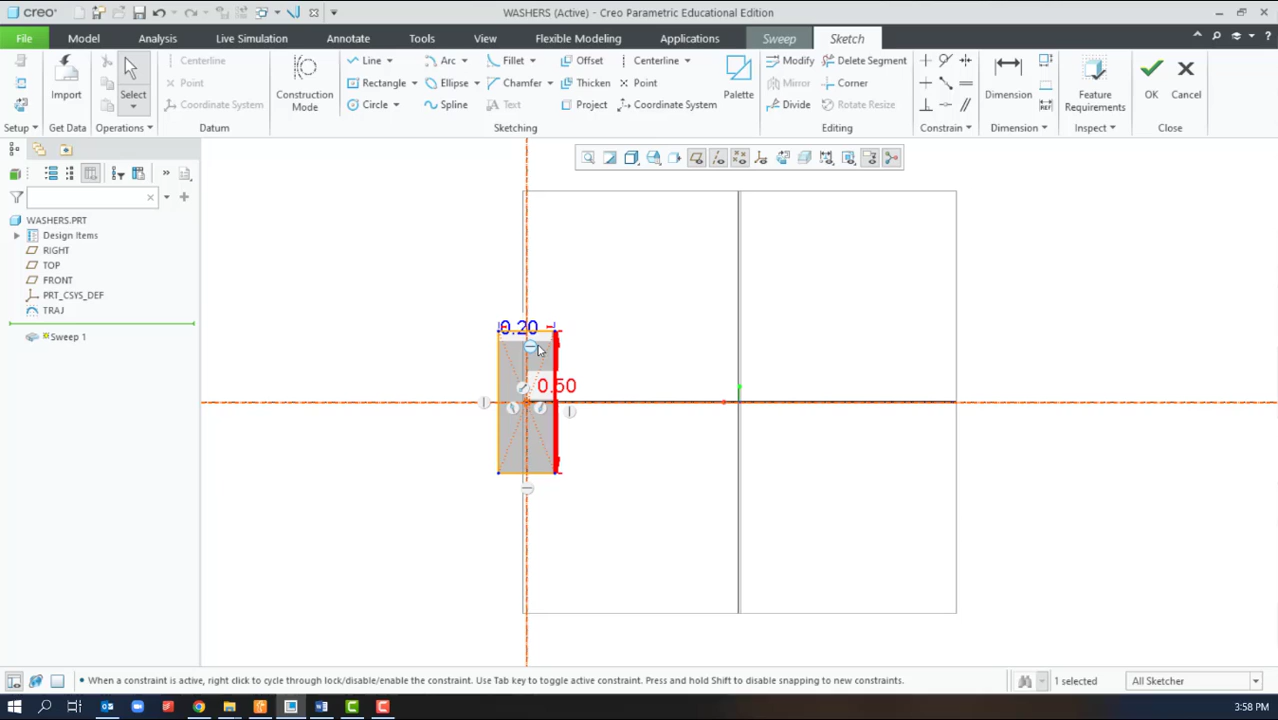 creo WASHERS (Active) - Creo Parametric Educational Edition
File Model Analysis Live Simulation Annotate Tools View Flexible Modeling Applications Sweep Sketch
Import
Select
Centerline
Point
Coordinate System
Construction
Mode
Line
Rectangle
Circle
Arc
Ellipse
Spline
Fillet
Chamfer
Text
Offset
Thicken
Project
Centerline
Point
Coordinate System
Palette
Modify
Mirror
Divide
Delete Segment
Corner
Rotate Resize
Dimension
REF
Feature
Requirements
OK
Cancel
Setup Get Data Operations Datum Sketching Editing Constrain Dimension Inspect Close
WASHERS.PRT
Design Items
RIGHT
TOP
FRONT
PRT_CSYS_DEF
TRAJ
Sweep 1
0.20
0.50
When a constraint is active, right click to cycle through lock/disable/enable the constraint. Use Tab key to toggle active constraint. Press and hold Shift to disable snapping to new constraints.
1 selected
All Sketcher
3:58 PM